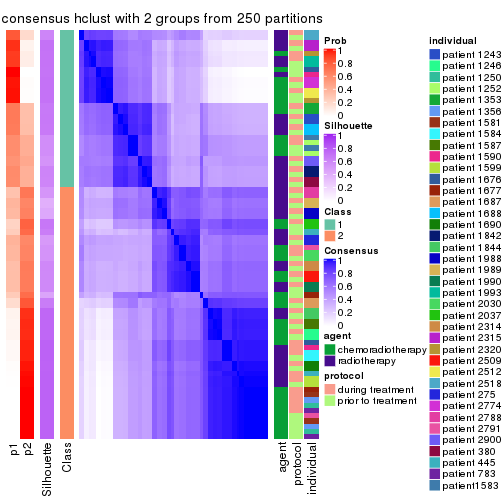 consensus hclust with 2 groups from 250 partitions
p1
p2
Silhouette
Class
agent
protocol
individual
Prob
1
0.8
0.6
0.4
0.2
0
Silhouette
1
0.8
0.6
0.4
0.2
0
Class
1
2
Consensus
1
0.8
0.6
0.4
0.2
0
agent
chemoradiotherapy
radiotherapy
protocol
during treatment
prior to treatment
individual
patient 1243
patient 1246
patient 1250
patient 1252
patient 1353
patient 1356
patient 1581
patient 1584
patient 1587
patient 1590
patient 1599
patient 1676
patient 1677
patient 1687
patient 1688
patient 1690
patient 1842
patient 1844
patient 1988
patient 1989
patient 1990
patient 1993
patient 2030
patient 2037
patient 2314
patient 2315
patient 2320
patient 2509
patient 2512
patient 2518
patient 275
patient 2774
patient 2788
patient 2791
patient 2900
patient 380
patient 445
patient 783
patient1583